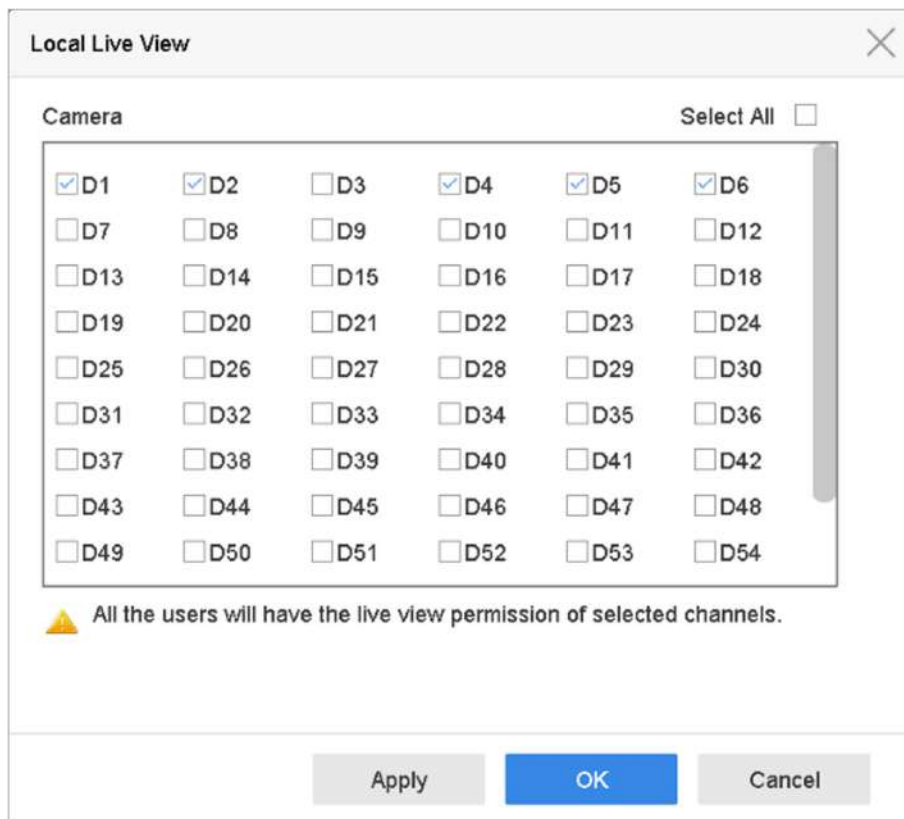 Local Live View
Camera Select All
D1 D2 D3 D4 D5 D6
D7 D8 D9 D10 D11 D12
D13 D14 D15 D16 D17 D18
D19 D20 D21 D22 D23 D24
D25 D26 D27 D28 D29 D30
D31 D32 D33 D34 D35 D36
D37 D38 D39 D40 D41 D42
D43 D44 D45 D46 D47 D48
D49 D50 D51 D52 D53 D54
All the users will have the live view permission of selected channels.
Apply OK Cancel